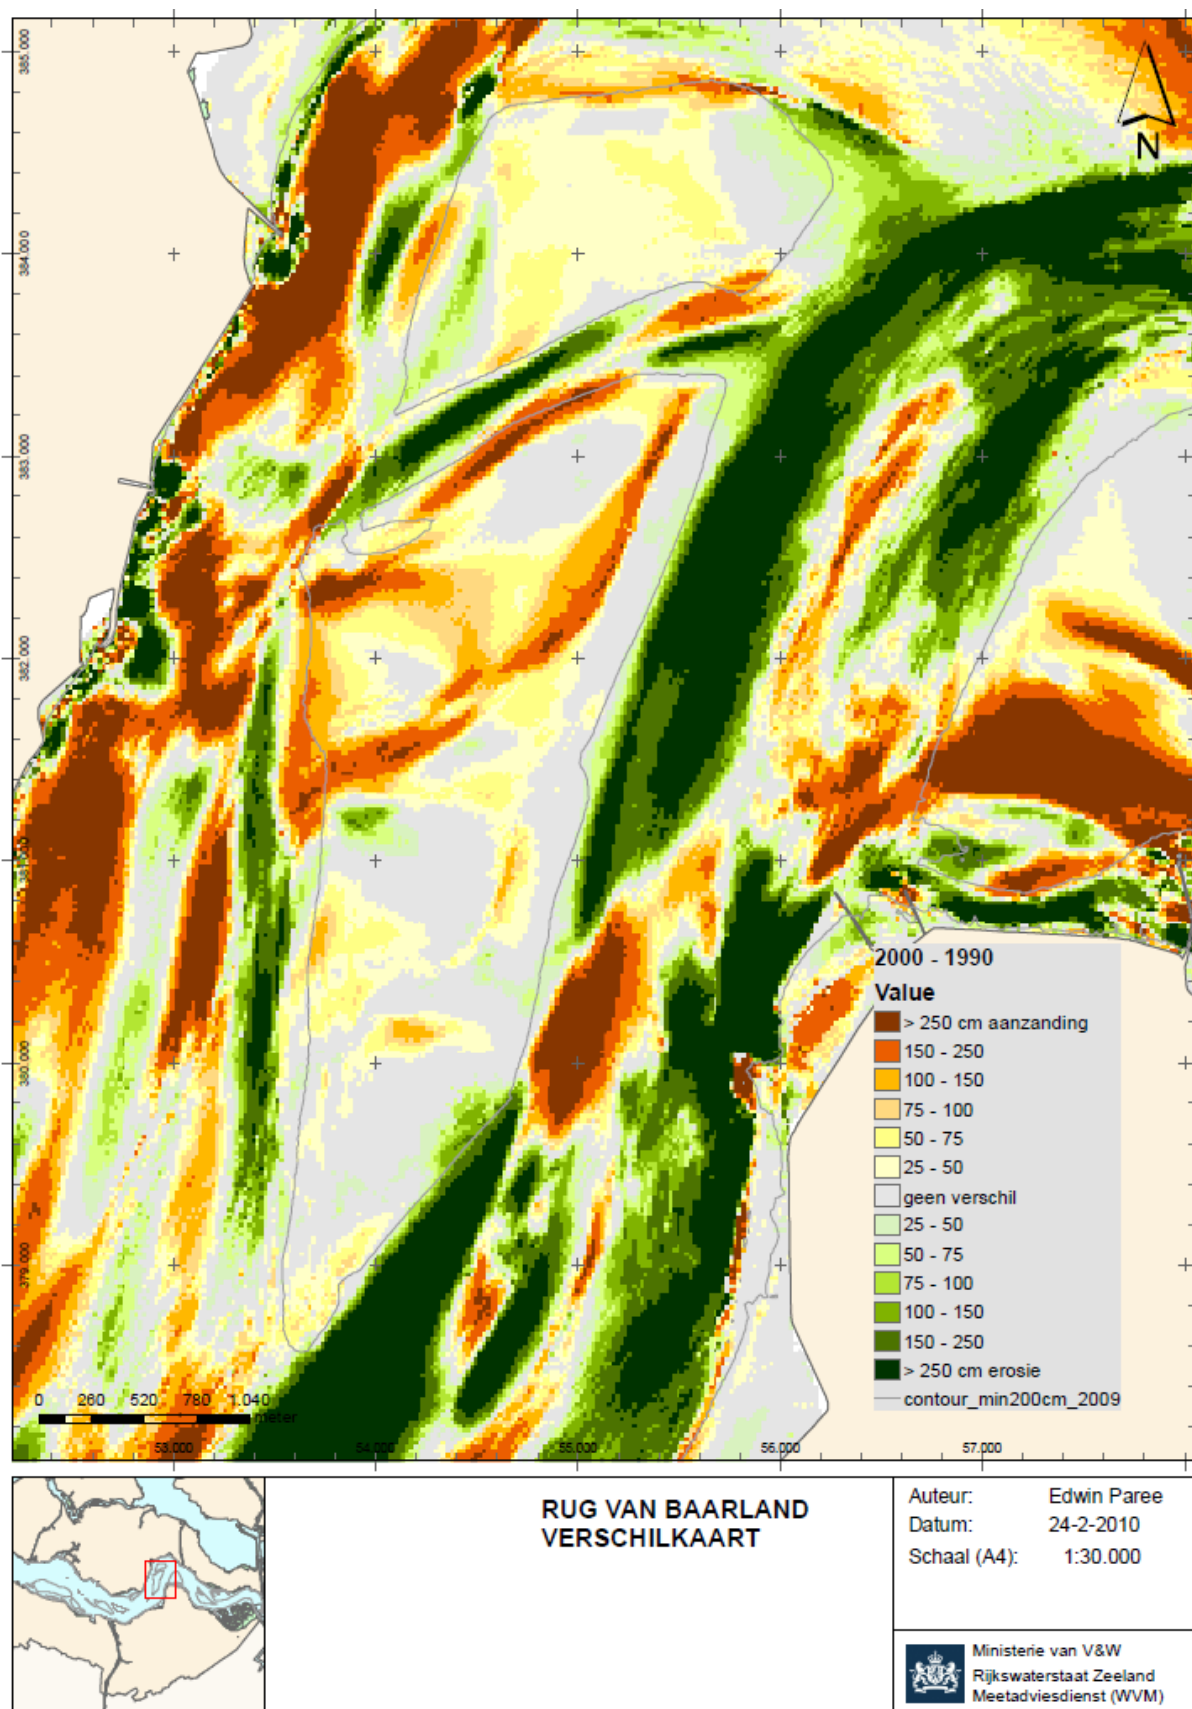 385.000
384.000
383.000
382.000
381.000
380.000
379.000
N
2000 - 1990
Value
> 250 cm aanzanding
150 - 250
100 - 150
75 - 100
50 - 75
25 - 50
geen verschil
25 - 50
50 - 75
75 - 100
100 - 150
150 - 250
> 250 cm erosie
contour_min200cm_2009
0 260 520 780 1.040
meter
53.000 54.000 55.000 56.000 57.000
RUG VAN BAARLAND
VERSCHILKAART
Auteur: Edwin Paree
Datum: 24-2-2010
Schaal (A4): 1:30.000
Ministerie van V&W
Rijkswaterstaat Zeeland
Meetadviesdienst (WVM)